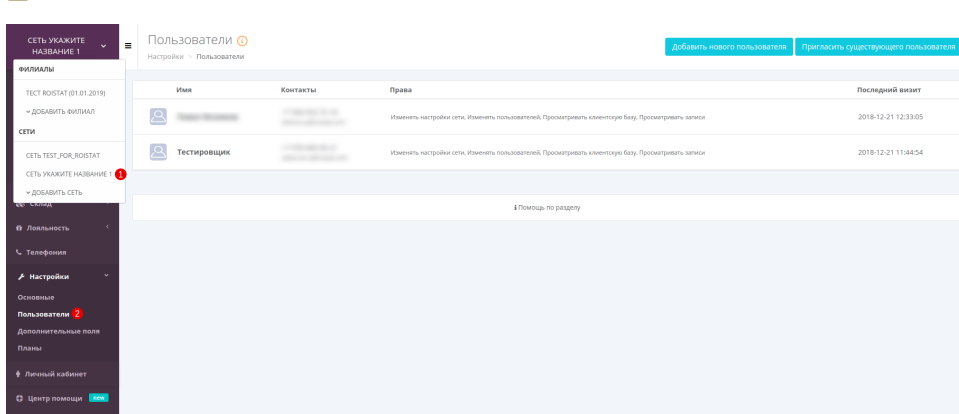 СЕТЬ УКАЖИТЕ
НАЗВАНИЕ 1
ФИЛИАЛЫ
ТЕСТ ROISTAT (01.01.2019)
ДОБАВИТЬ ФИЛИАЛ
СЕТИ
СЕТЬ TEST_FOR_ROISTAT
СЕТЬ УКАЖИТЕ НАЗВАНИЕ 1 1
ДОБАВИТЬ СЕТЬ
Склад
Лояльность
Телефония
Настройки
Основные
Пользователи 2
Дополнительные поля
Планы
Личный кабинет
Центр помощи new
Пользователи
Настройки > Пользователи
Добавить нового пользователя Пригласить существующего пользователя
Имя Контакты Права Последний визит
Изменять настройки сети, Изменять пользователей, Просматривать клиентскую базу, Просматривать записи 2018-12-21 12:33:05
Тестировщик Изменять настройки сети, Изменять пользователей, Просматривать клиентскую базу, Просматривать записи 2018-12-21 11:44:54
i Помощь по разделу